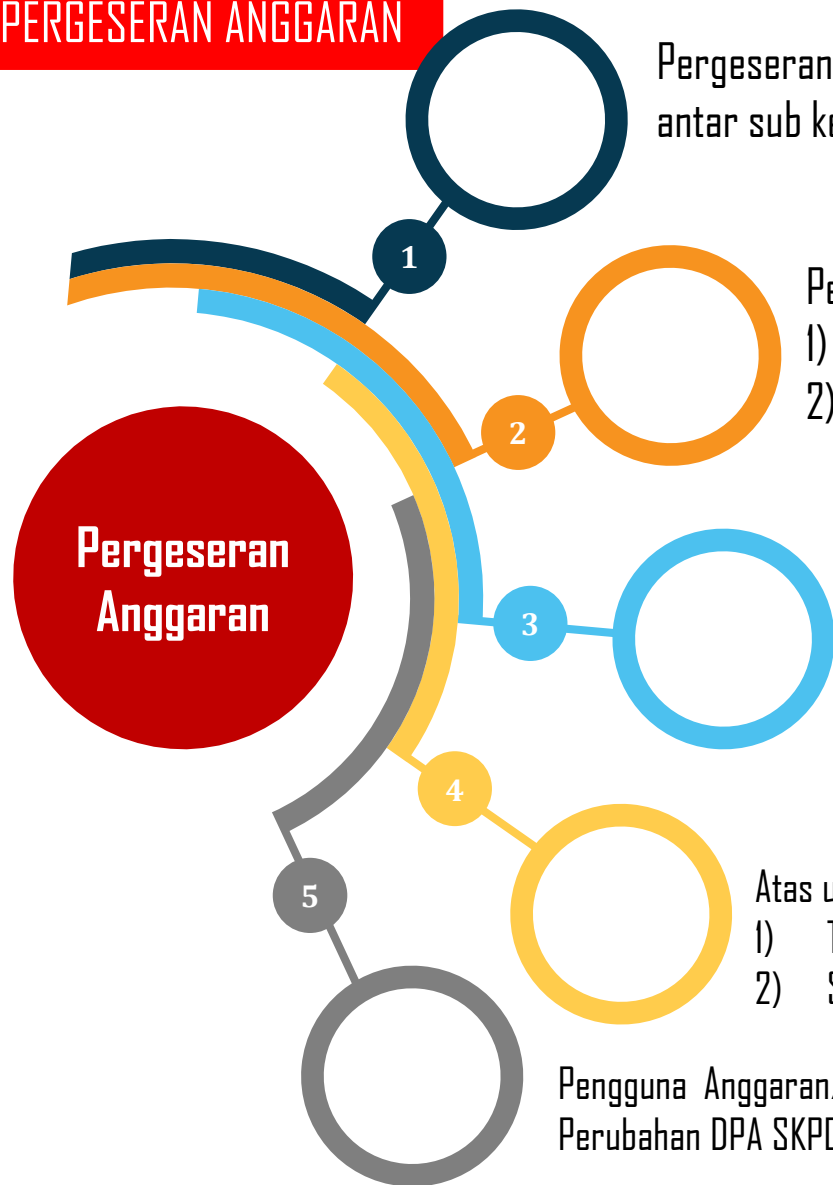 PERGESERAN ANGGARAN
Pergeseran
antar sub ke
1
Pe
1)
2)
2
Pergeseran
Anggaran
3
4
Atas u
1) T
2) S
5
Pengguna Anggaran
Perubahan DPA SKPD